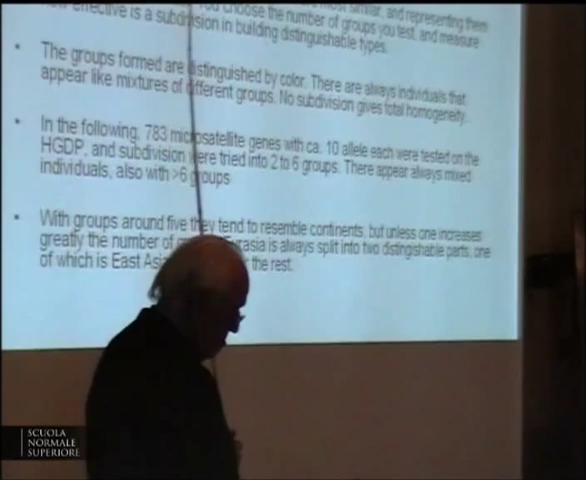 most similar, and representing them
You choose the number of groups you test, and measure
effective is a subdivision in building distinguishable types.
• The groups formed are distinguished by color. There are always individuals that
appear like mixtures of different groups. No subdivision gives total homogeneity.
• In the following, 783 microsatellite genes with ca. 10 allele each were tested on the
HGDP, and subdivision were tried into 2 to 6 groups. There appear always mixed
individuals, also with >6 groups
• With groups around five they tend to resemble continents, but unless one increases
greatly the number of Eurasia is always split into two distingishable parts, one
of which is East Asia the rest.
SCUOLA
NORMALE
SUPERIORE